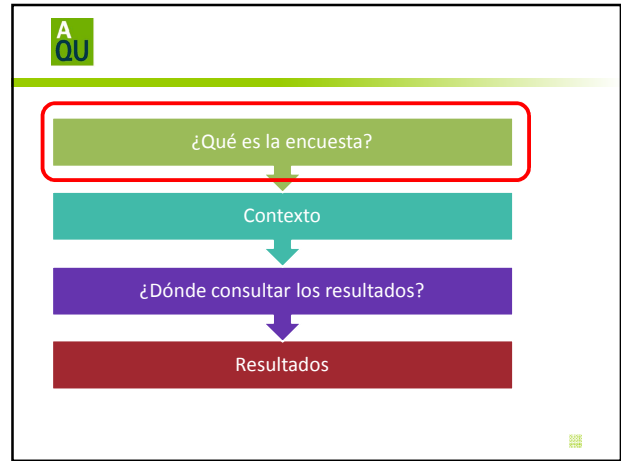 A
QU
¿Qué es la encuesta?
Contexto
¿Dónde consultar los resultados?
Resultados